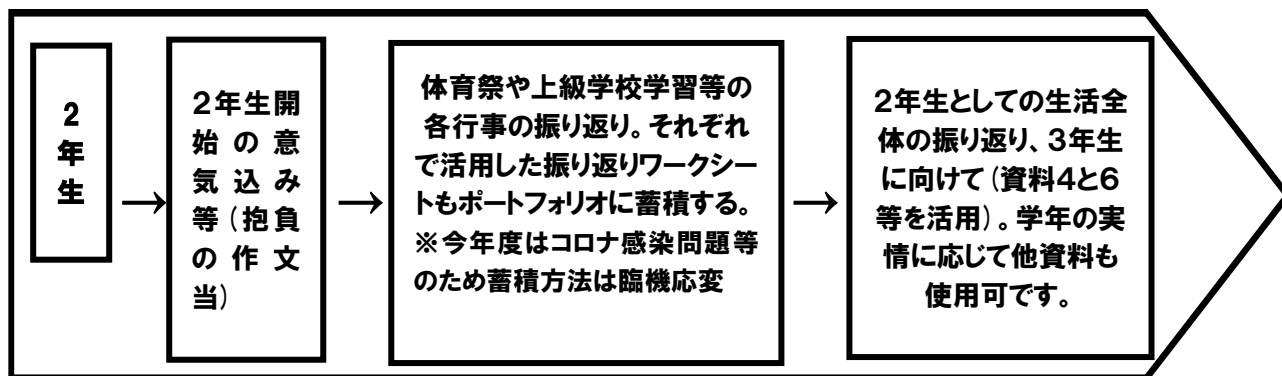 2年生
→
2年生開
始の意
気込み
等(抱負
の作文
当)
→
体育祭や上級学校学習等の
各行事の振り返り。それぞれ
で活用した振り返りワークシー
トもポートフォリオに蓄積する。
※今年度はコロナ感染問題等
のため蓄積方法は臨機応変
→
2年生としての生活全
体の振り返り、3年生
に向けて(資料4と6
等を活用)。学年の実
情に応じて他資料も
使用可です。